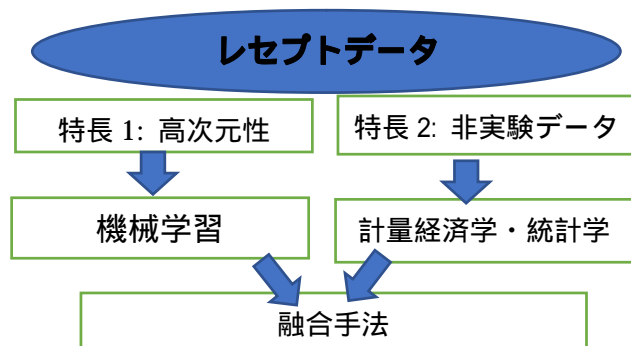 レセプトデータ
特長 1: 高次元性
特長 2: 非実験データ
機械学習
計量経済学・統計学
融合手法